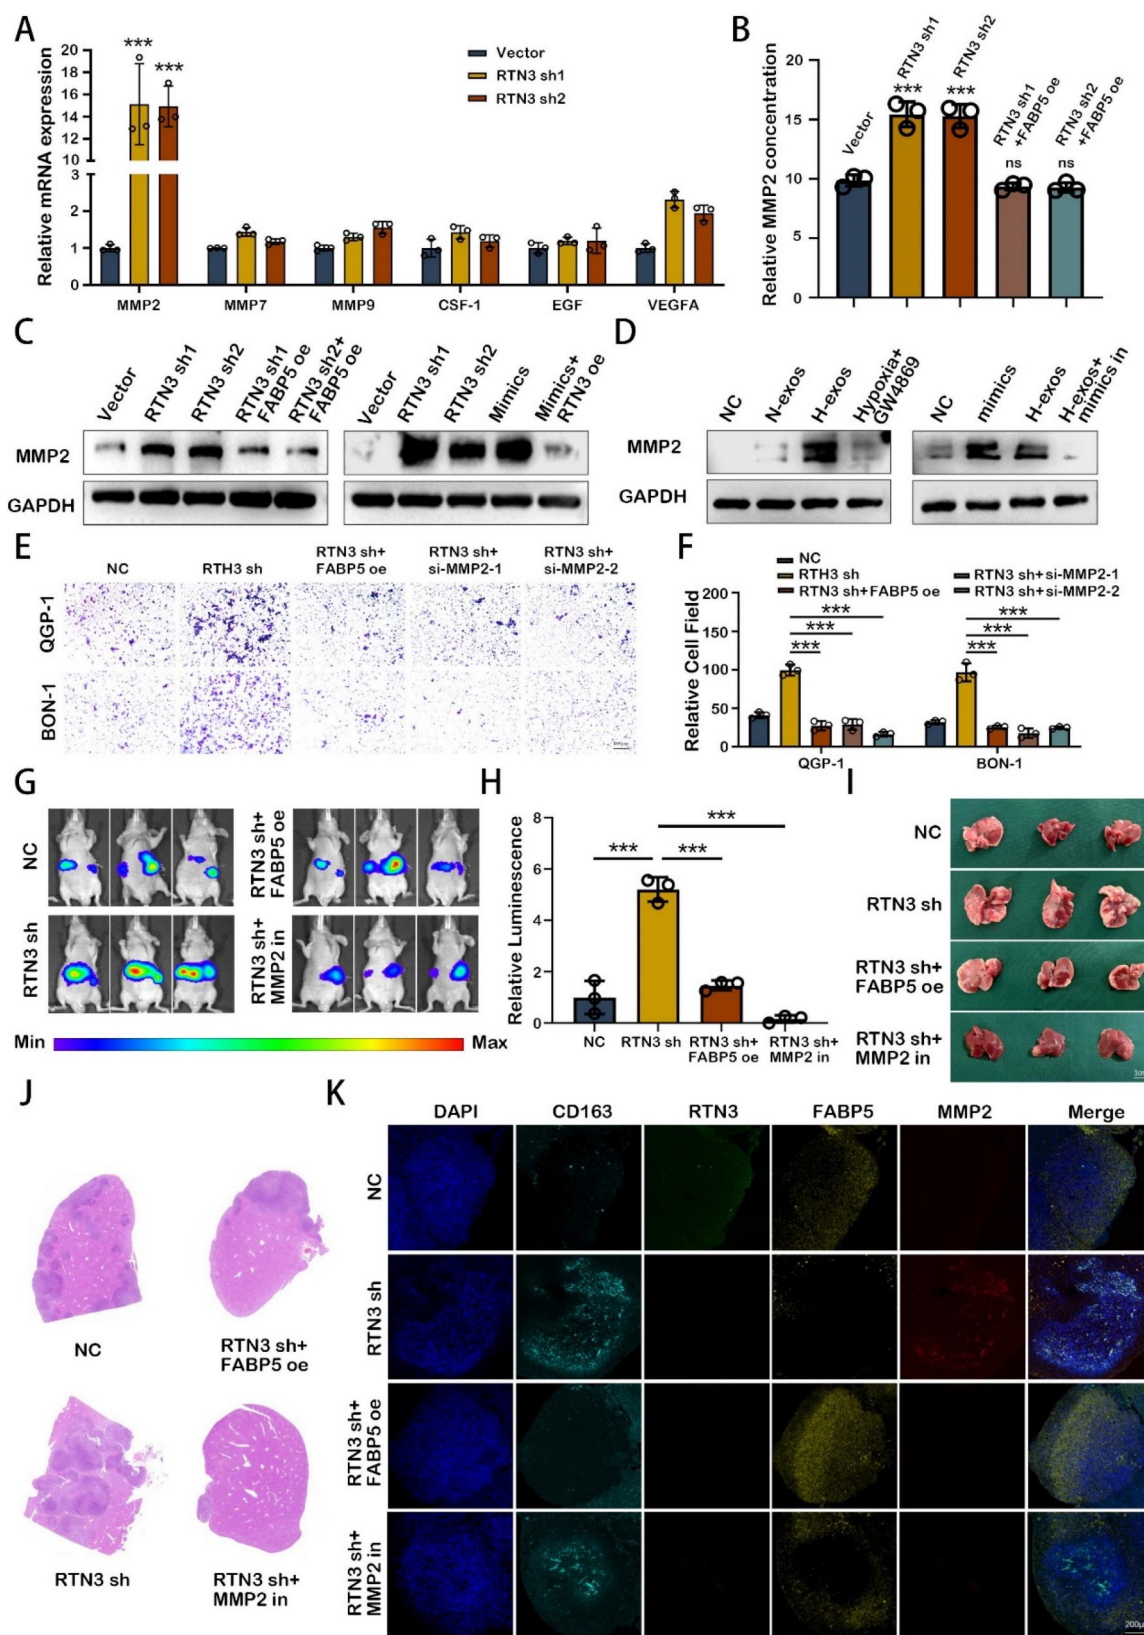 A
Relative mRNA expression
20
18
16
14
12
10
3
2
1
0
***
***
Vector
RTN3 sh1
RTN3 sh2
MMP2
MMP7
MMP9
CSF-1
EGF
VEGFA
B
Relative MMP2 concentration
20
15
10
5
0
Vector
RTN3 sh1
***
RTN3 sh2
***
RTN3 sh1
+FABP5 oe
ns
RTN3 sh2
+FABP5 oe
ns
C
Vector
RTN3 sh1
RTN3 sh2
RTN3 sh1
FABP5 oe
RTN3 sh2+
FABP5 oe
Vector
RTN3 sh1
RTN3 sh2
Mimics
Mimics+
RTN3 oe
MMP2
GAPDH
D
NC
N-exos
H-exos
Hypoxia+
GW4869
NC
mimics
H-exos
H-exos+
mimics in
MMP2
GAPDH
E
NC
RTH3 sh
RTN3 sh+
FABP5 oe
RTN3 sh+
si-MMP2-1
RTN3 sh+
si-MMP2-2
QGP-1
BON-1
F
NC
RTH3 sh
RTN3 sh+FABP5 oe
RTN3 sh+si-MMP2-1
RTN3 sh+si-MMP2-2
Relative Cell Field
200
150
100
50
0
***
***
***
***
***
***
QGP-1
BON-1
G
NC
RTN3 sh+
FABP5 oe
RTN3 sh
RTN3 sh+
MMP2 in
Min
Max
H
Relative Luminescence
8
6
4
2
0
***
***
***
NC
RTN3 sh
RTN3 sh+
FABP5 oe
RTN3 sh+
MMP2 in
I
NC
RTN3 sh
RTN3 sh+
FABP5 oe
RTN3 sh+
MMP2 in
J
NC
RTN3 sh+
FABP5 oe
RTN3 sh
RTN3 sh+
MMP2 in
K
DAPI
CD163
RTN3
FABP5
MMP2
Merge
NC
RTN3 sh
RTN3 sh+
FABP5 oe
RTN3 sh+
MMP2 in